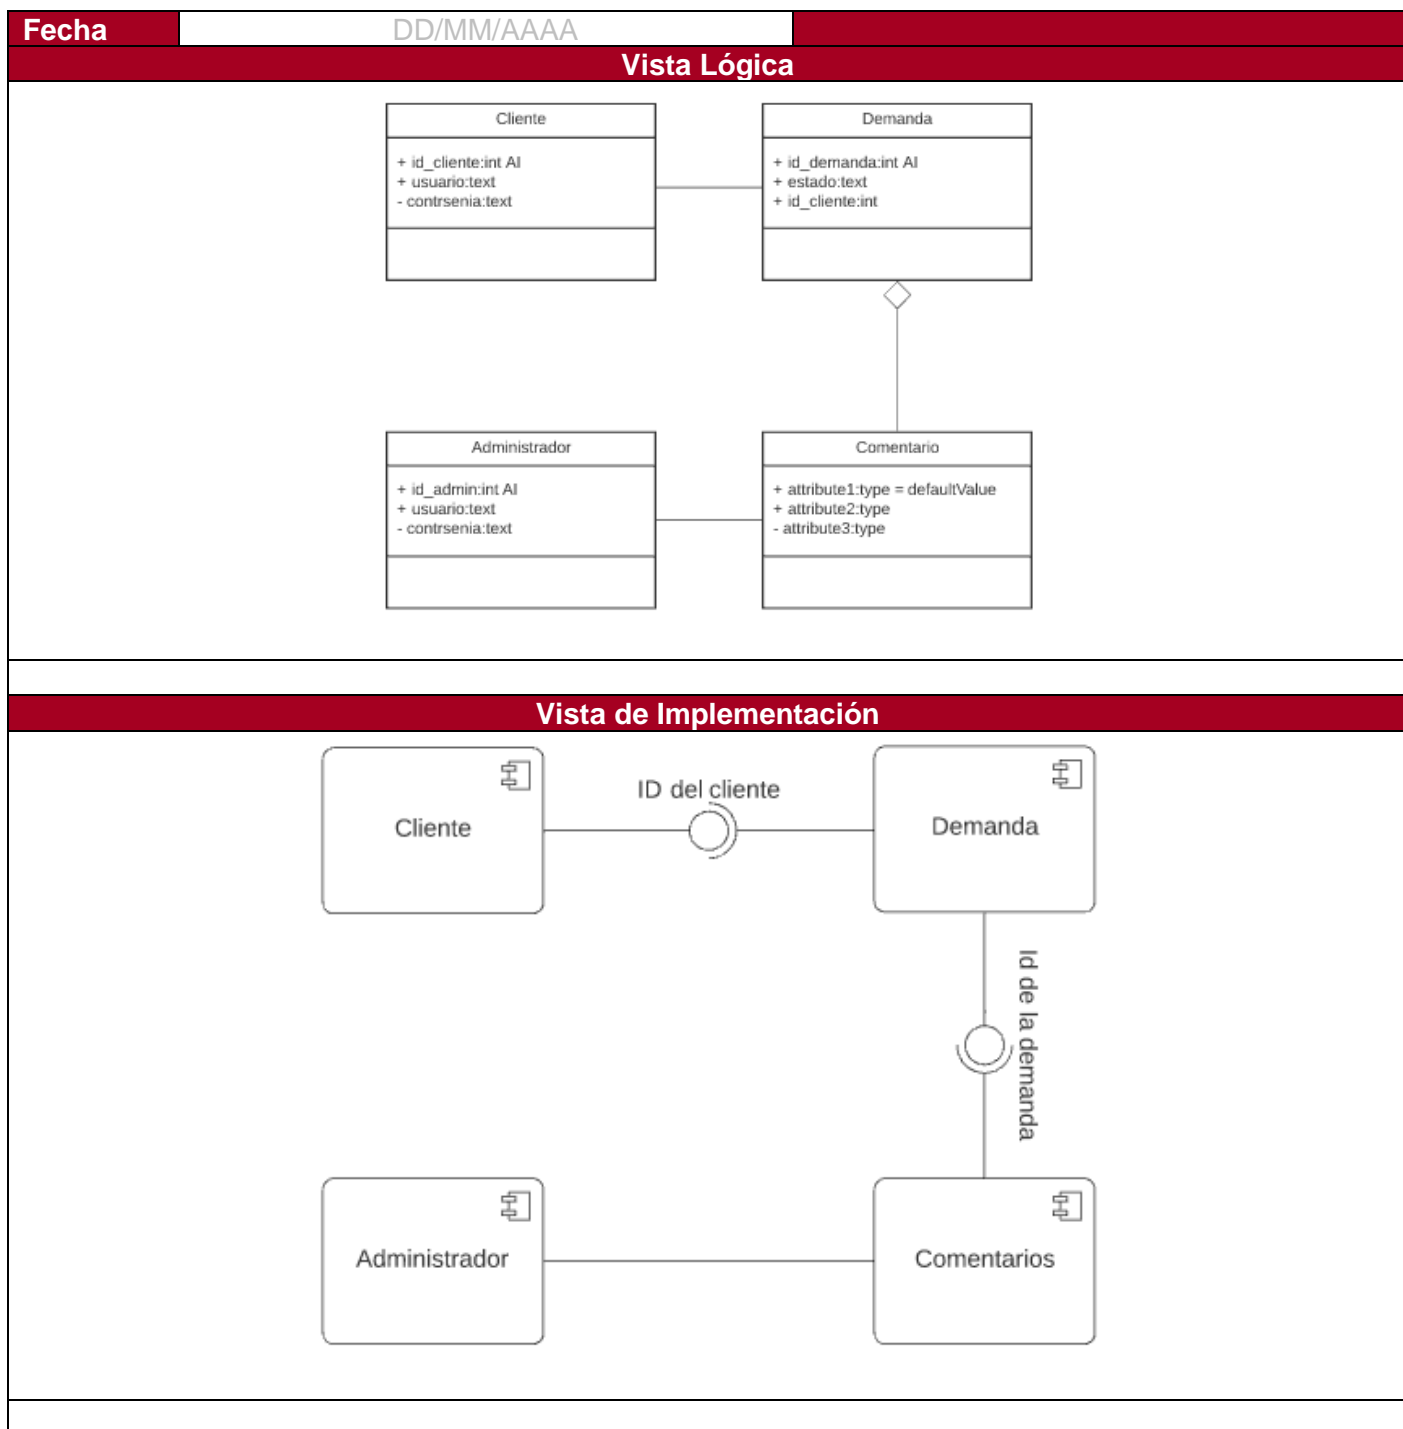 Fecha DD/MM/AAAA
Vista Lógica
Cliente
+ id_cliente:int AI
+ usuario:text
- contrsenia:text
Demanda
+ id_demanda:int AI
+ estado:text
+ id_cliente:int
Administrador
+ id_admin:int AI
+ usuario:text
- contrsenia:text
Comentario
+ attribute1:type = defaultValue
+ attribute2:type
- attribute3:type
Vista de Implementación
Cliente
ID del cliente
Demanda
Id de la demanda
Administrador
Comentarios